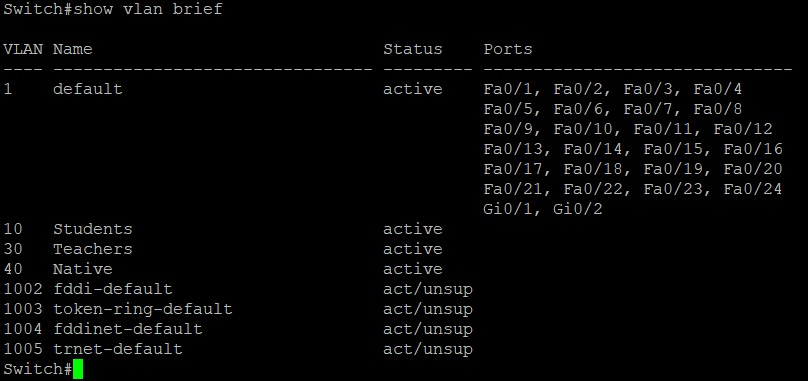 Switch#show vlan brief
VLAN Name                             Status    Ports
---- -------------------------------- --------- -------------------------------
1    default                          active    Fa0/1, Fa0/2, Fa0/3, Fa0/4
                                                Fa0/5, Fa0/6, Fa0/7, Fa0/8
                                                Fa0/9, Fa0/10, Fa0/11, Fa0/12
                                                Fa0/13, Fa0/14, Fa0/15, Fa0/16
                                                Fa0/17, Fa0/18, Fa0/19, Fa0/20
                                                Fa0/21, Fa0/22, Fa0/23, Fa0/24
                                                Gi0/1, Gi0/2
10   Students                         active
30   Teachers                         active
40   Native                           active
1002 fddi-default                     act/unsup
1003 token-ring-default               act/unsup
1004 fddinet-default                  act/unsup
1005 trnet-default                    act/unsup
Switch#